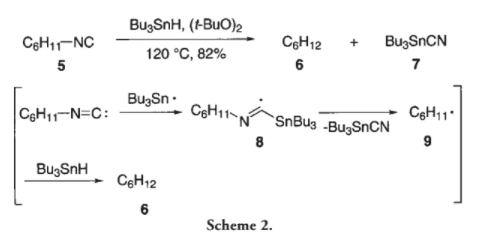 C₆H₁₁–NC
Bu₃SnH, (t-BuO)₂
120 °C, 82%
C₆H₁₂ + Bu₃SnCN
5 6 7
C₆H₁₁–N=C:
Bu₃Sn •
C₆H₁₁ N • SnBu₃
-Bu₃SnCN
C₆H₁₁•
8 9
Bu₃SnH
C₆H₁₂
6
Scheme 2.